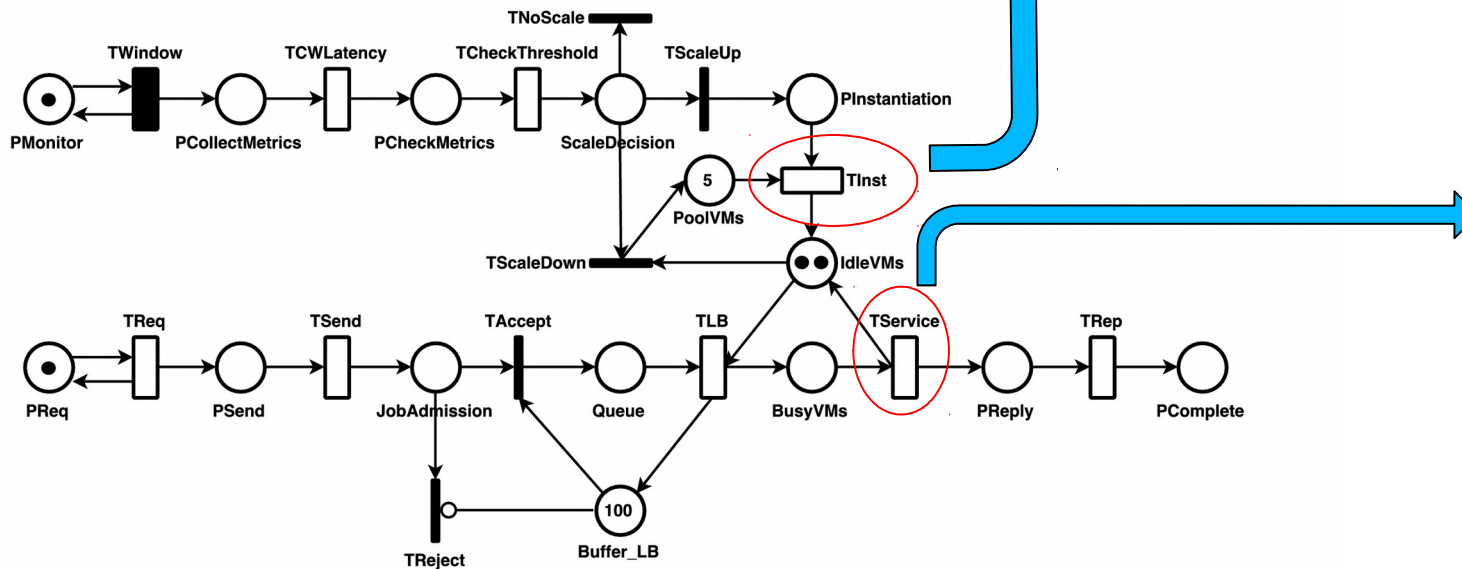 TNoScale
TWindow
TCWLatency
TCheckThreshold
TScaleUp
PMonitor
PCollectMetrics
PCheckMetrics
ScaleDecision
PInstantiation
5
PoolVMs
TInst
TScaleDown
IdleVMs
TReq
TSend
TAccept
TLB
TService
TRep
PReq
PSend
JobAdmission
Queue
BusyVMs
PReply
PComplete
100
Buffer_LB
TReject